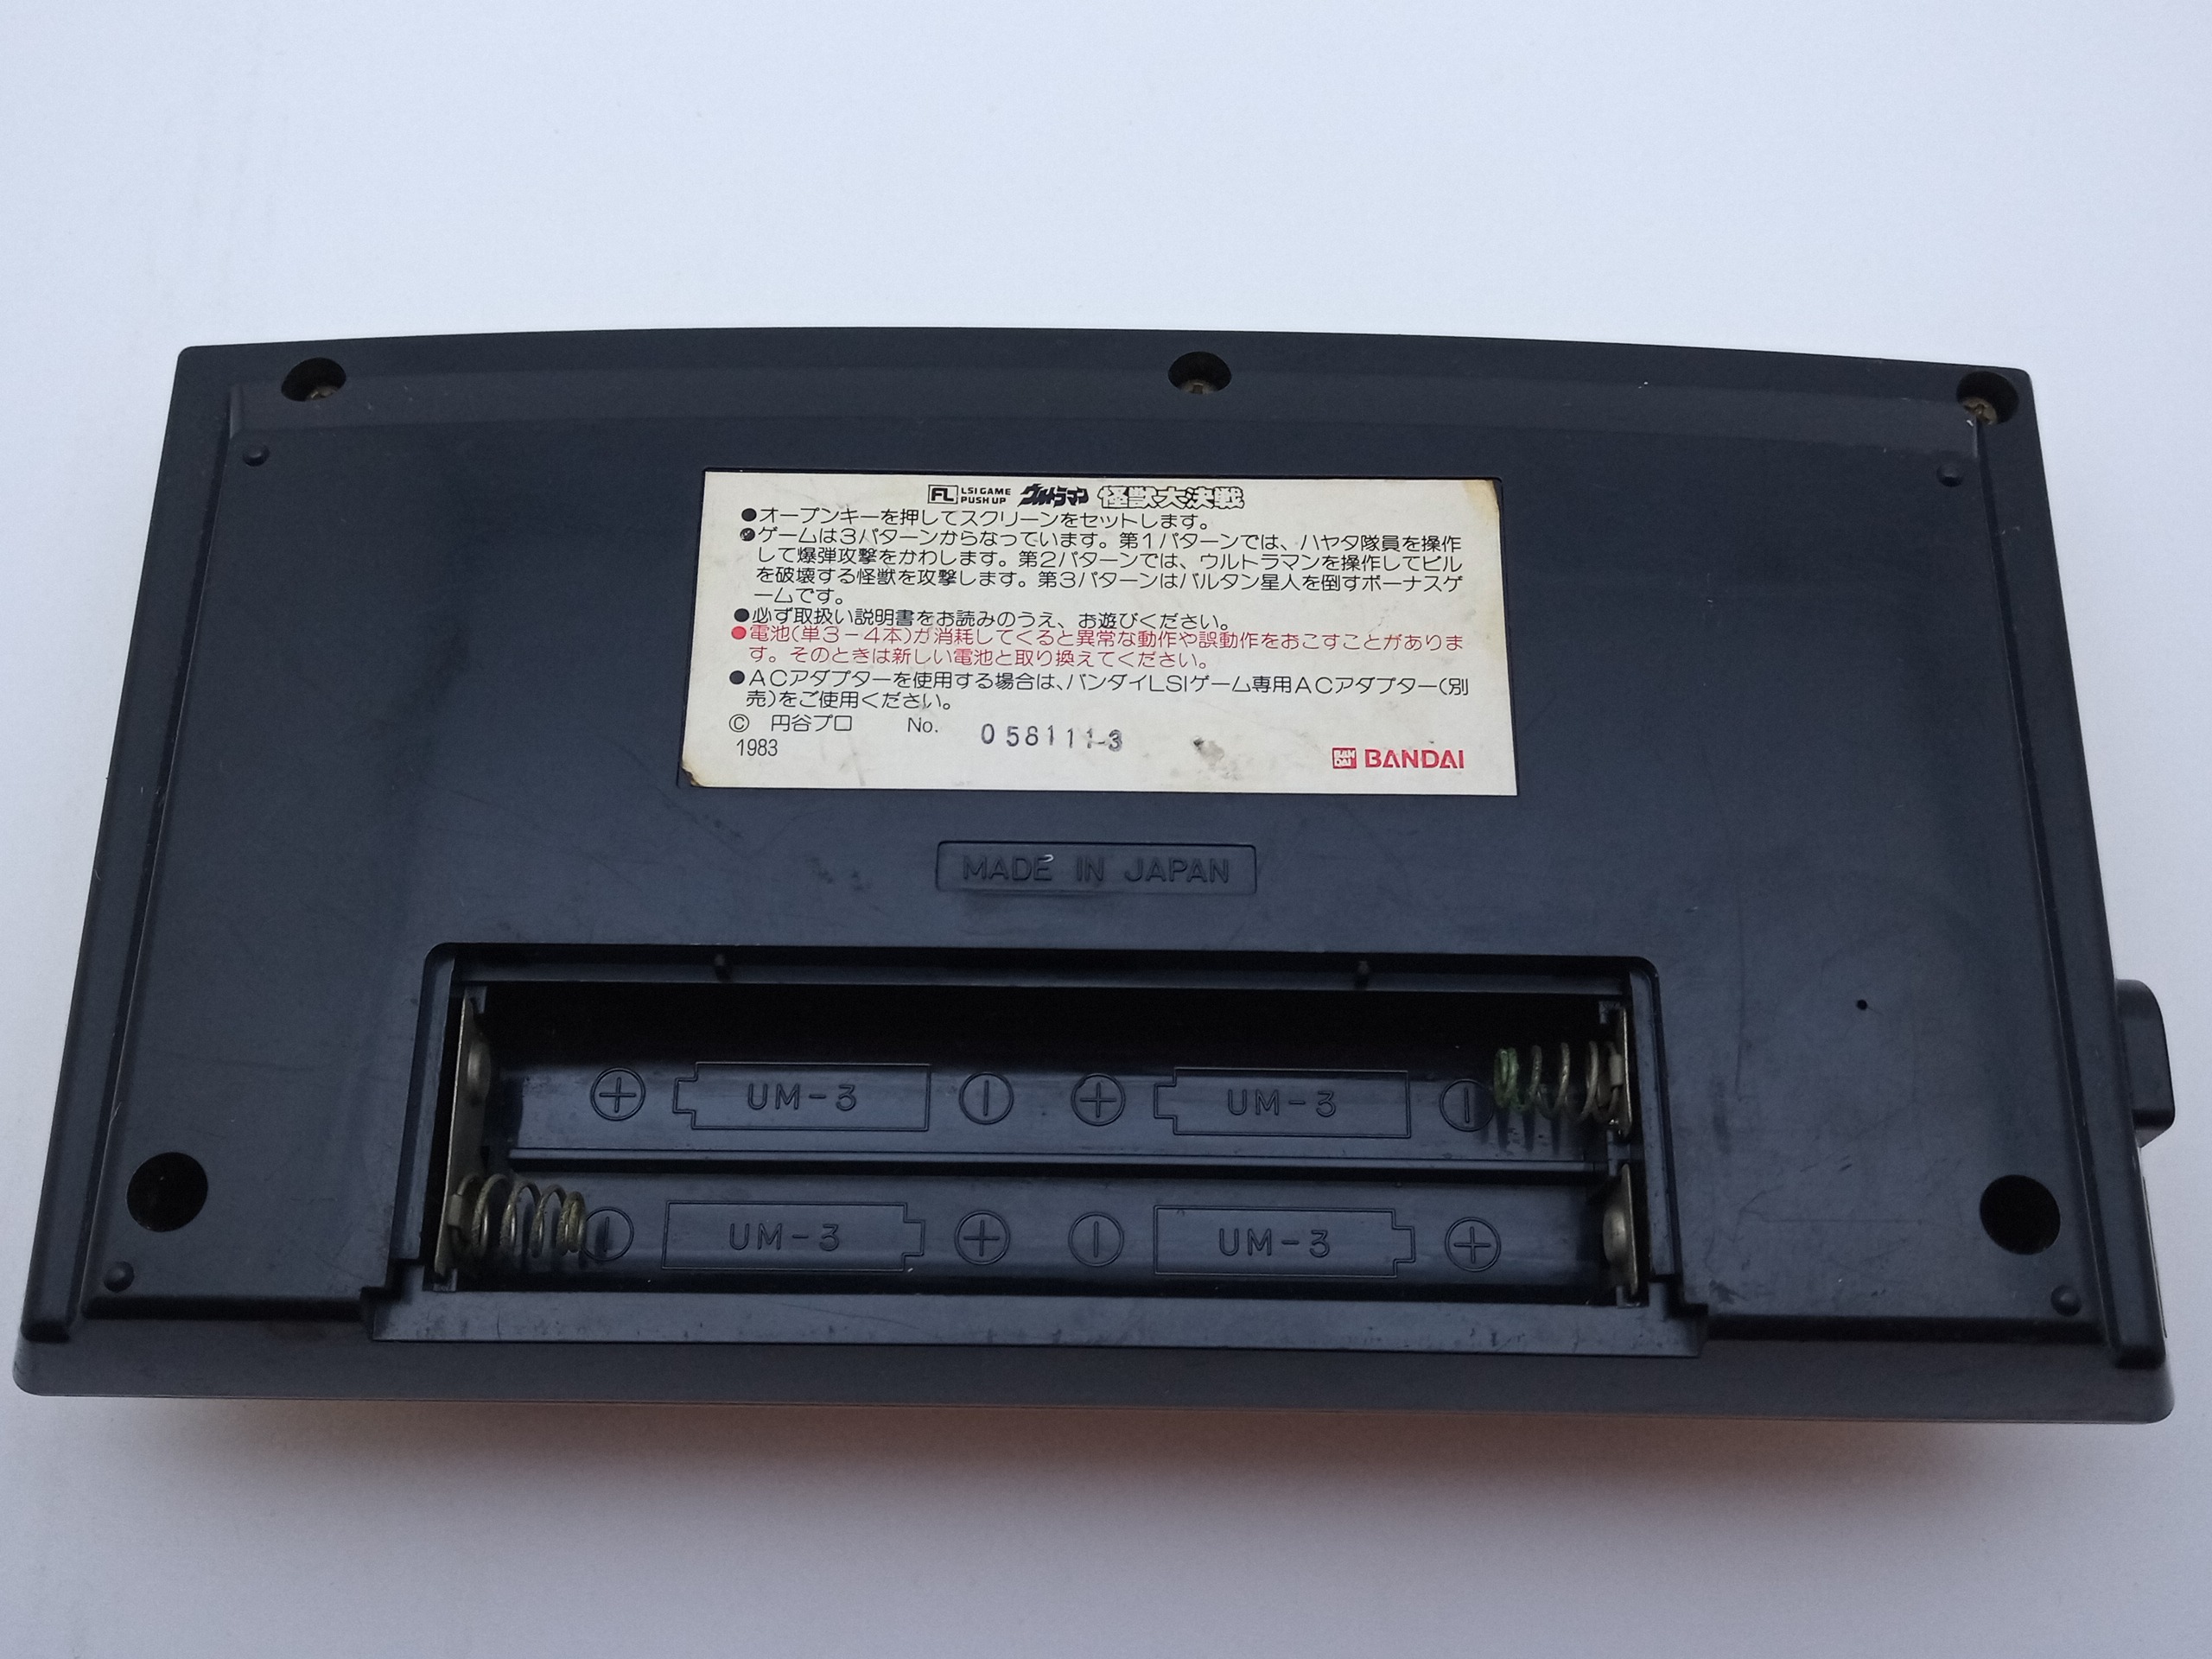 FL LSI GAME PUSH UP ウルトラマン 怪獣大決戦
●オープンキーを押してスクリーンをセットします。
●ゲームは3パターンからなっています。第1パターンでは、ハヤタ隊員を操作
して爆弾攻撃をかわします。第2パターンでは、ウルトラマンを操作してビル
を破壊する怪獣を攻撃します。第3パターンはバルタン星人を倒すボーナスゲ
ームです。
●必ず取扱い説明書をお読みのうえ、お遊びください。
●電池(単3-4本)が消耗してくると異常な動作や誤動作をおこすことがありま
す。そのときは新しい電池と取り換えてください。
●ACアダプターを使用する場合は、バンダイLSIゲーム専用ACアダプター(別
売)をご使用ください。
© 円谷プロ No. 058111-3
1983
BAN DAI BANDAI
MADE IN JAPAN
+ UM-3 - + UM-3 -
- UM-3 + - UM-3 +